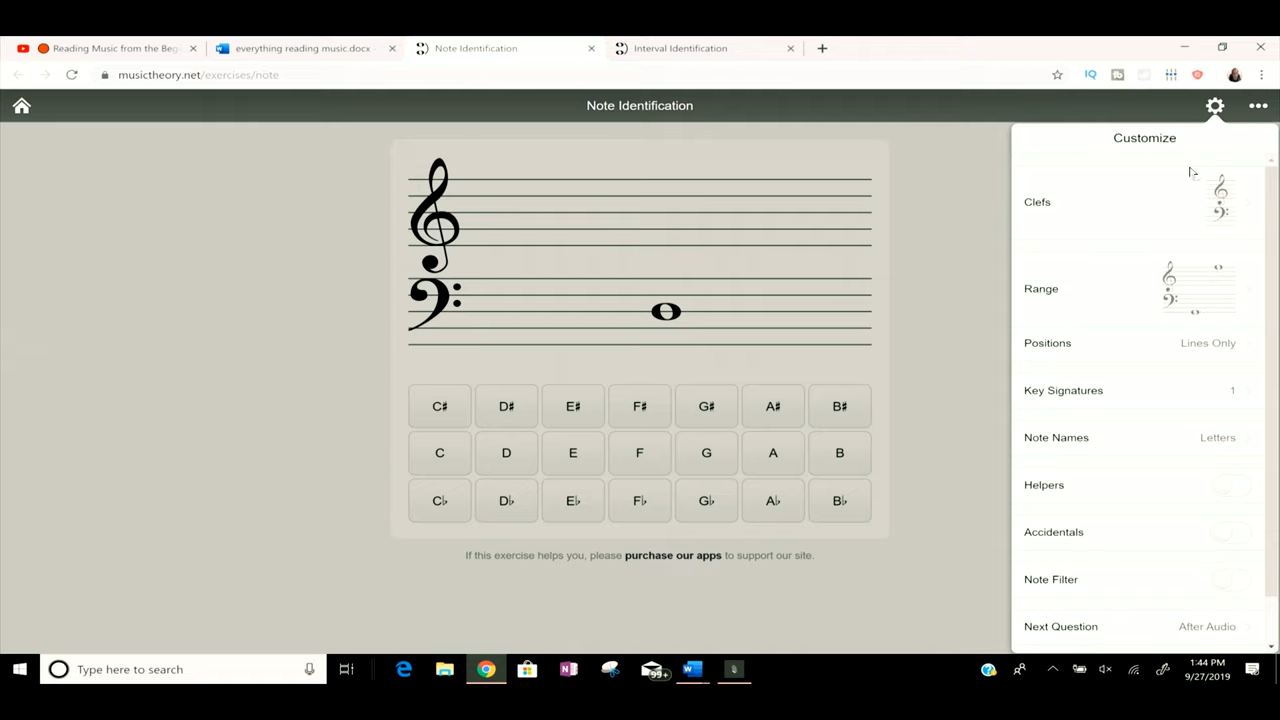 Reading Music from the Beg
everything reading music.docx
Note Identification
Interval Identification
musictheory.net/exercises/note
IQ
Note Identification
Customize
Clefs
Range
Positions Lines Only
Key Signatures 1
Note Names Letters
Helpers
Accidentals
Note Filter
Next Question After Audio
C♯ D♯ E♯ F♯ G♯ A♯ B♯
C D E F G A B
C♭ D♭ E♭ F♭ G♭ A♭ B♭
If this exercise helps you, please purchase our apps to support our site.
Type here to search
99+
1:44 PM
9/27/2019